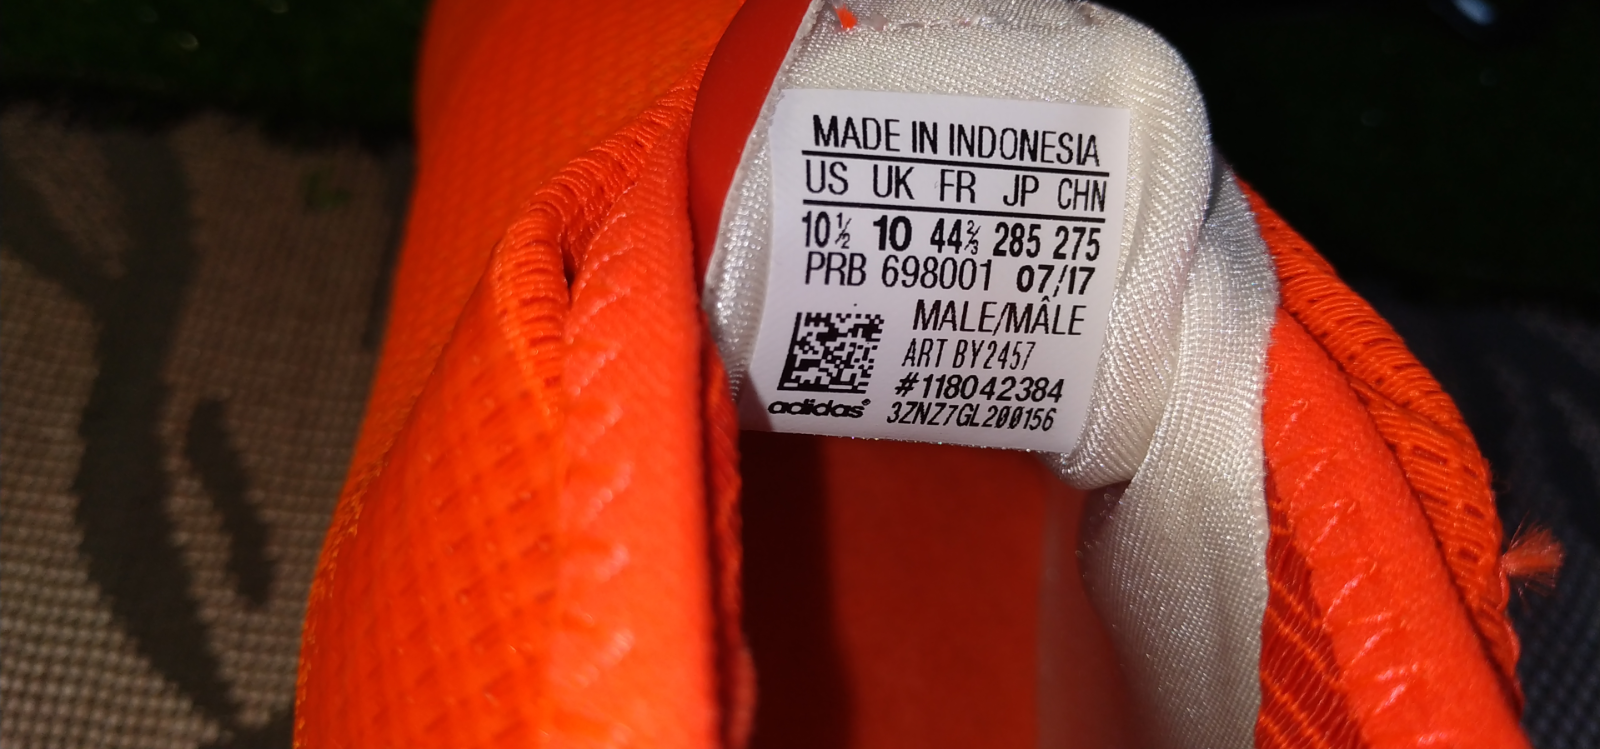 MADE IN INDONESIA
US UK FR JP CHN
10½ 10 44⅔ 285 275
PRB 698001 07/17
MALE/MÂLE
ART BY2457
#118042384
adidas® 3ZNZ7GL200156